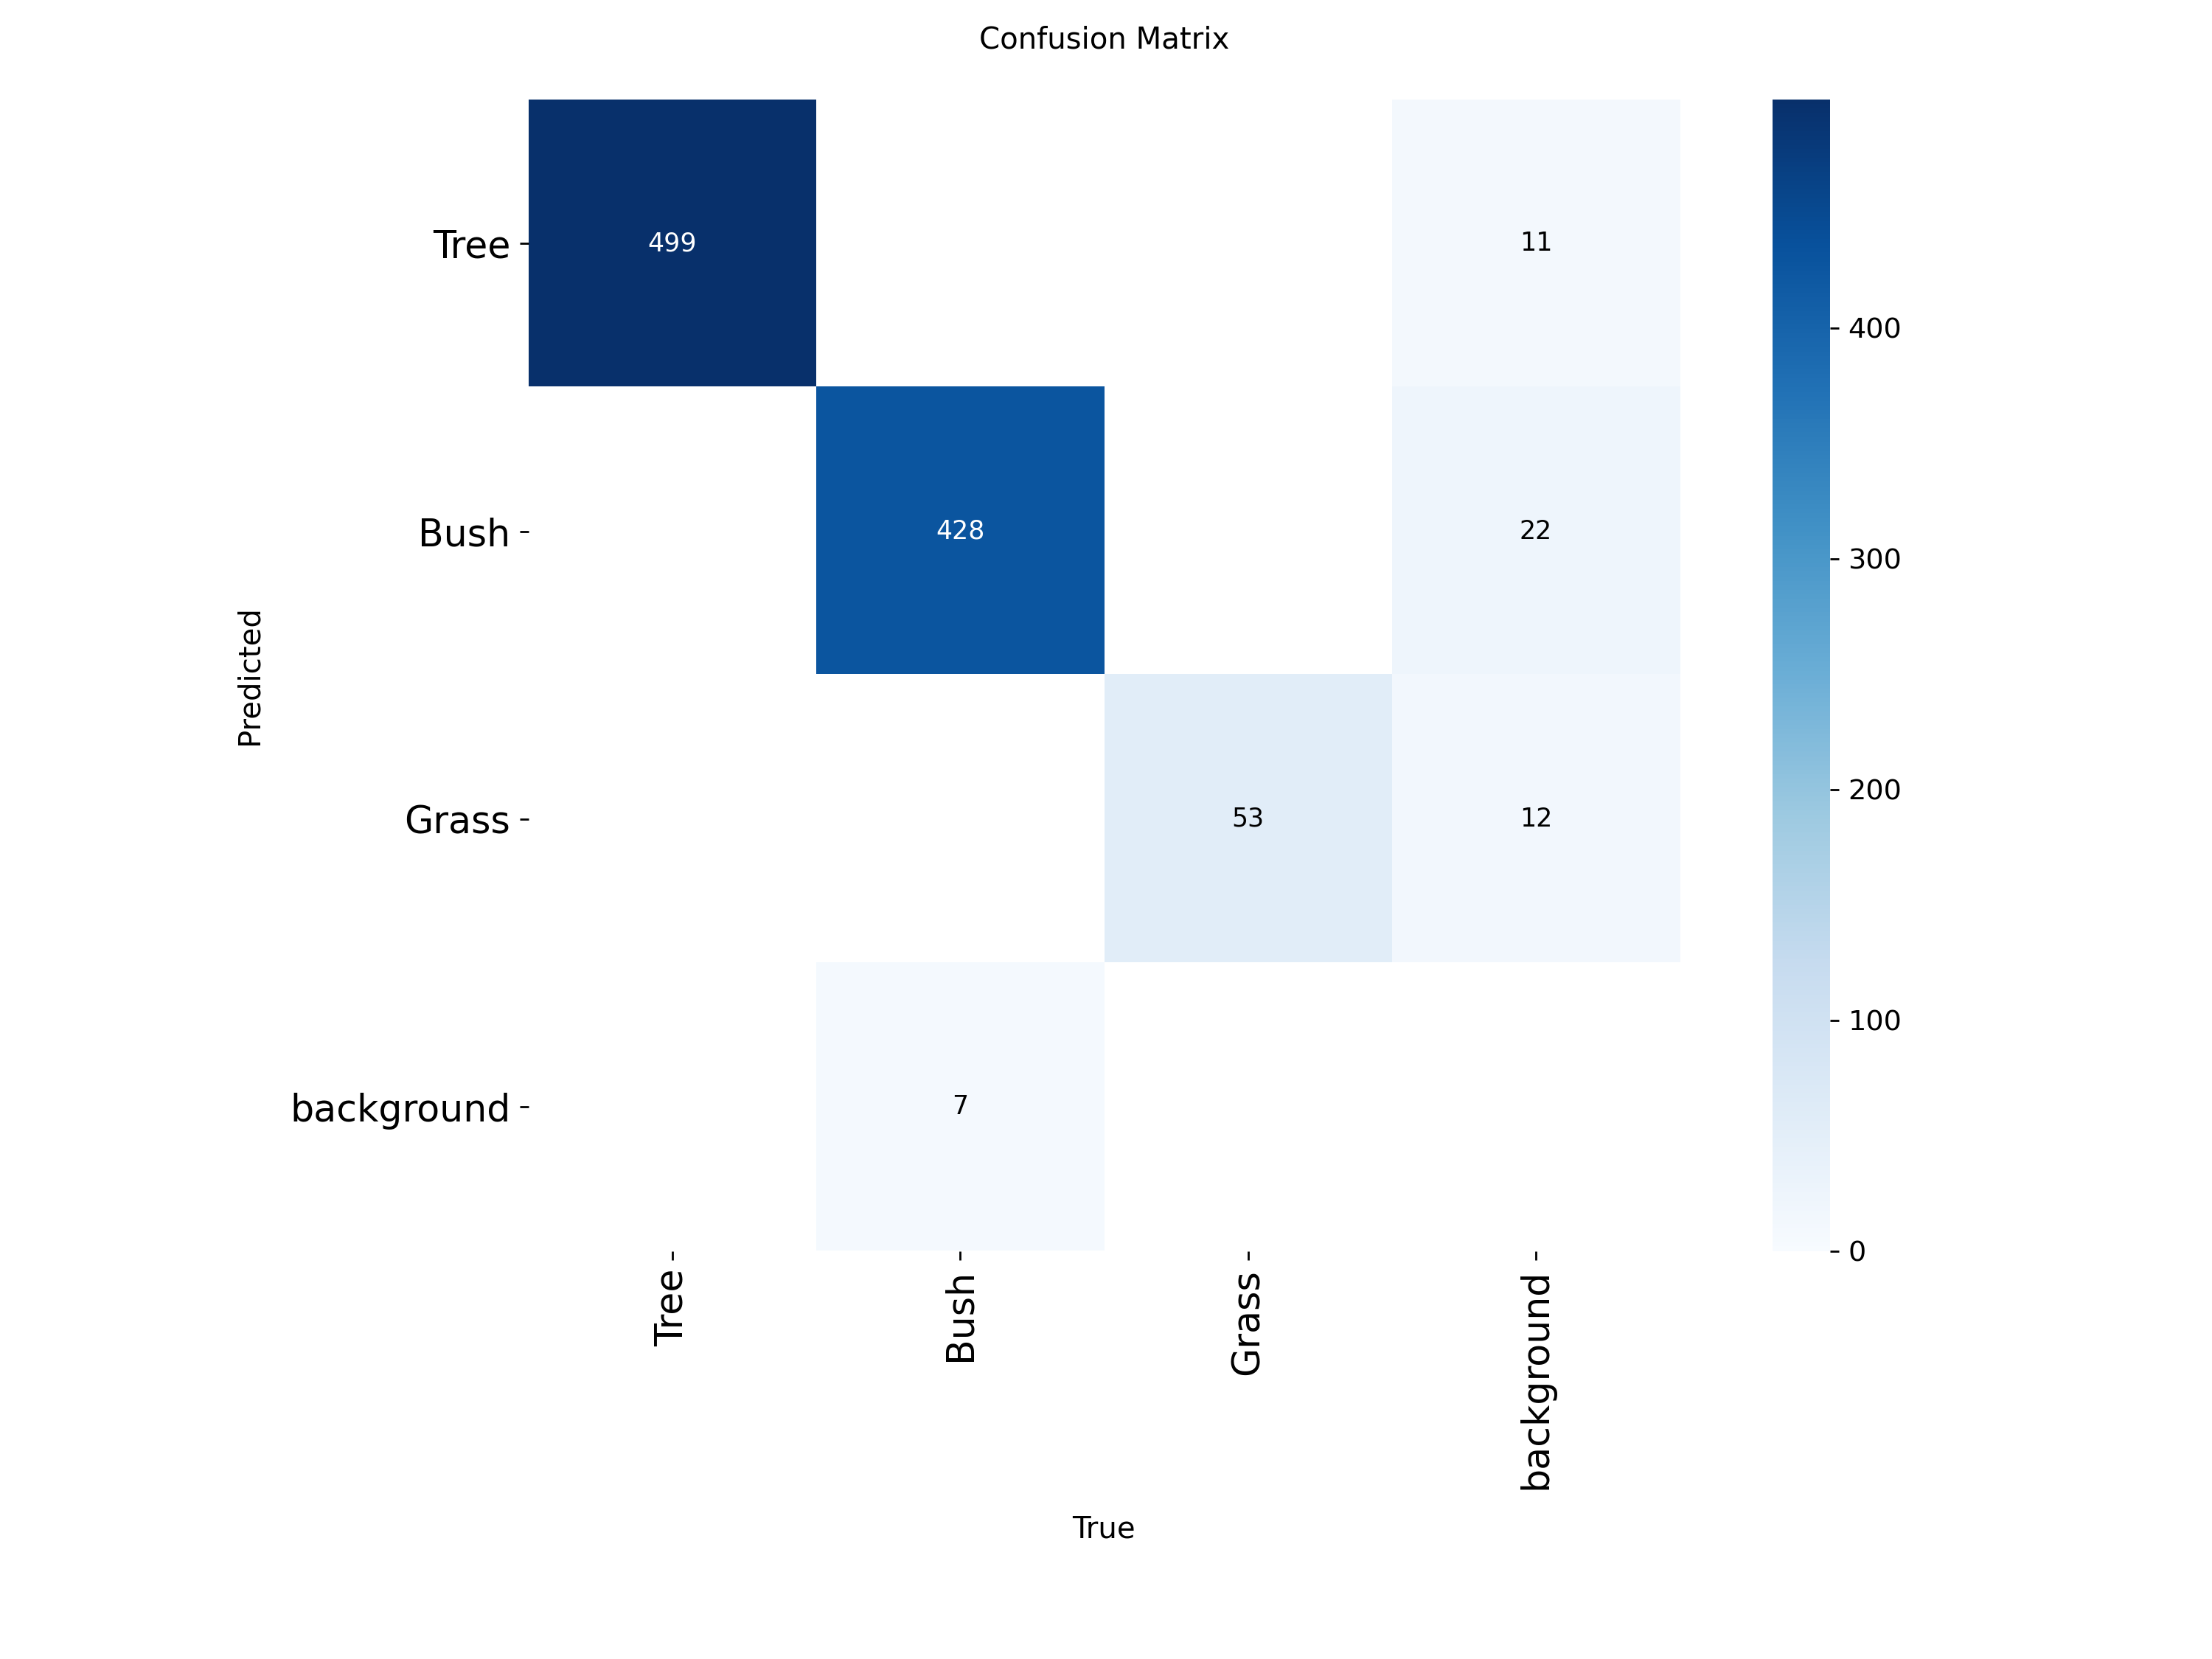 Confusion Matrix
Tree
499
11
400
Bush
428
22
300
Predicted
Grass
53
12
200
100
background
7
0
Tree
Bush
Grass
background
True